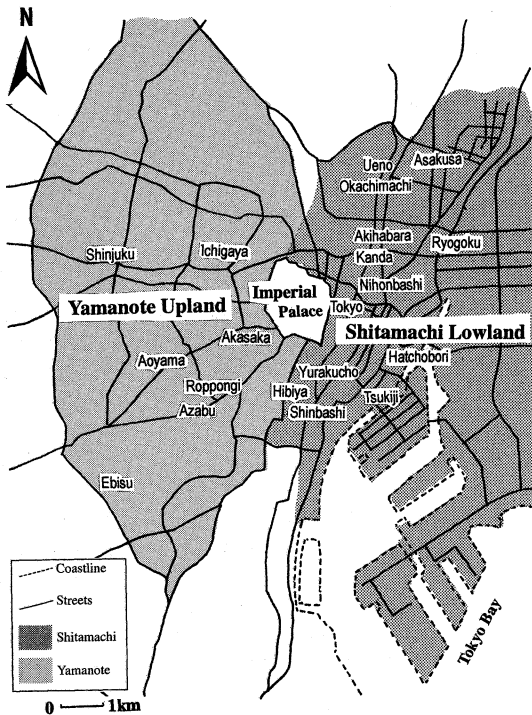 N
Ueno
Asakusa
Okachimachi
Akihabara
Ryogoku
Shinjuku
Ichigaya
Kanda
Nihonbashi
Imperial
Palace
Yamanote Upland
Tokyo
Shitamachi Lowland
Akasaka
Hatchobori
Aoyama
Yurakucho
Roppongi
Hibiya
Tsukiji
Azabu
Shinbashi
Ebisu
Coastline
Streets
Shitamachi
Yamanote
Tokyo Bay
0 1km